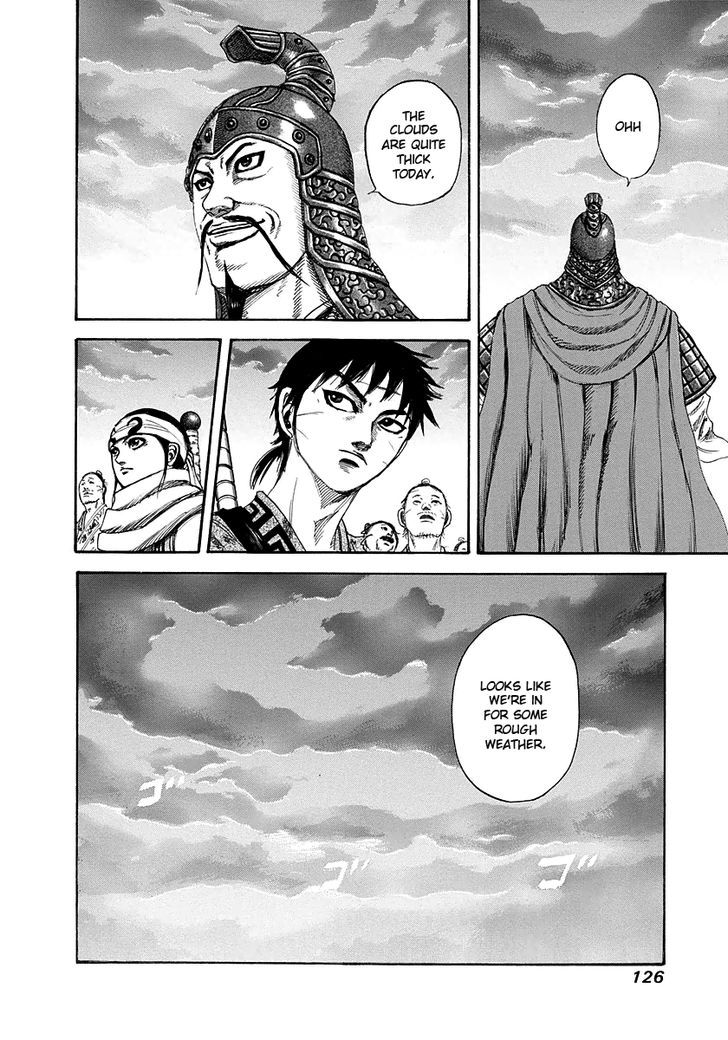 OHH
THE
CLOUDS
ARE QUITE
THICK
TODAY.
LOOKS LIKE
WE'RE IN
FOR SOME
ROUGH
WEATHER.
ゴ
ゴ
ゴ
126